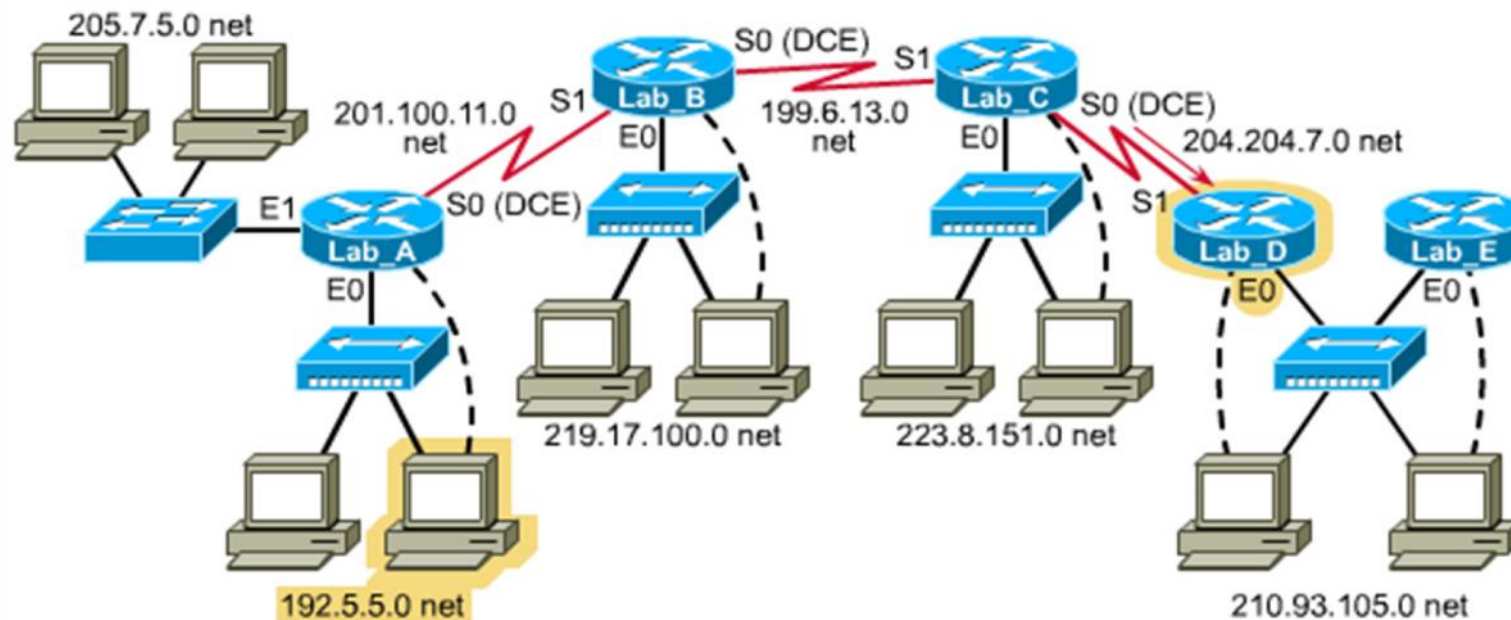 205.7.5.0 net
S0 (DCE)
S1
Lab_B
Lab_C
201.100.11.0
net
S1
E0
199.6.13.0
net
E0
S0 (DCE)
204.204.7.0 net
E1
S0 (DCE)
Lab_A
E0
S1
Lab_D
E0
Lab_E
E0
219.17.100.0 net
223.8.151.0 net
192.5.5.0 net
210.93.105.0 net